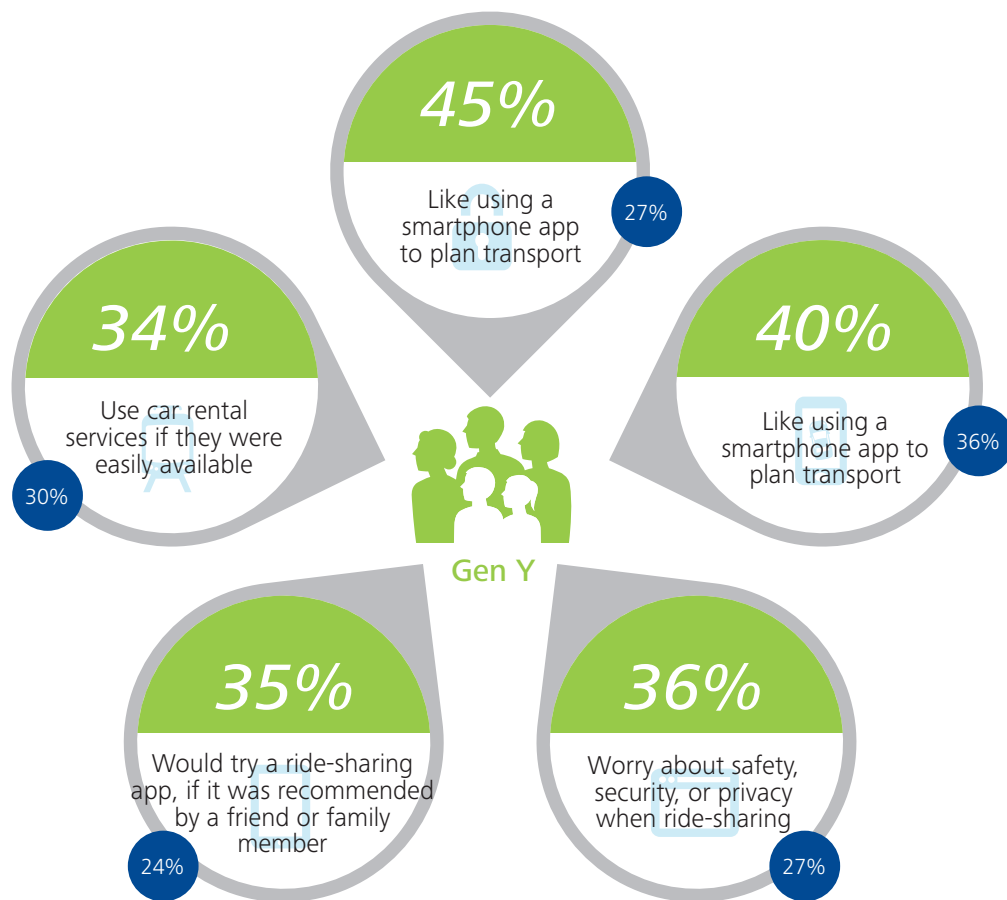 45%
Like using a
smartphone app
to plan transport
27%
34%
Use car rental
services if they were
easily available
30%
40%
Like using a
smartphone app to
plan transport
36%
Gen Y
35%
Would try a ride-sharing
app, if it was recommended
by a friend or family
member
24%
36%
Worry about safety,
security, or privacy
when ride-sharing
27%